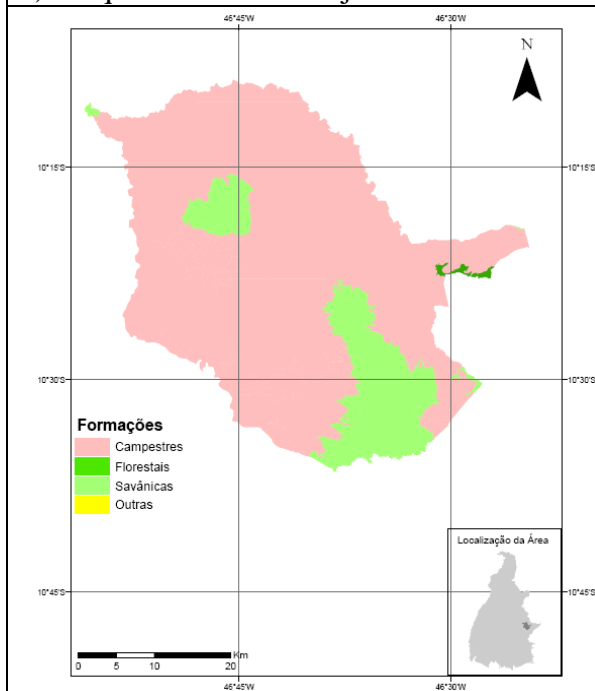 46°45'W 46°30'W
N
10°15'S 10°15'S
10°30'S 10°30'S
Formações
Campestres
Florestais
Savânicas
Outras
Localização da Área
10°45'S 10°45'S
Km
0 5 10 20
46°45'W 46°30'W